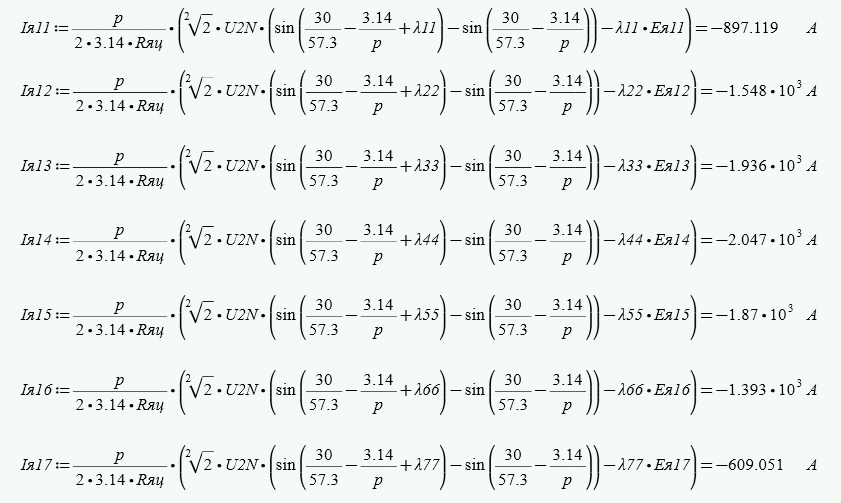 Iя11:=p/(2•3.14•Rяц)•(²√2•U2N•(sin(30/57.3−3.14/p+λ11)−sin(30/57.3−3.14/p))−λ11•Eя11)=−897.119 A
Iя12:=p/(2•3.14•Rяц)•(²√2•U2N•(sin(30/57.3−3.14/p+λ22)−sin(30/57.3−3.14/p))−λ22•Eя12)=−1.548•10³ A
Iя13:=p/(2•3.14•Rяц)•(²√2•U2N•(sin(30/57.3−3.14/p+λ33)−sin(30/57.3−3.14/p))−λ33•Eя13)=−1.936•10³ A
Iя14:=p/(2•3.14•Rяц)•(²√2•U2N•(sin(30/57.3−3.14/p+λ44)−sin(30/57.3−3.14/p))−λ44•Eя14)=−2.047•10³ A
Iя15:=p/(2•3.14•Rяц)•(²√2•U2N•(sin(30/57.3−3.14/p+λ55)−sin(30/57.3−3.14/p))−λ55•Eя15)=−1.87•10³ A
Iя16:=p/(2•3.14•Rяц)•(²√2•U2N•(sin(30/57.3−3.14/p+λ66)−sin(30/57.3−3.14/p))−λ66•Eя16)=−1.393•10³ A
Iя17:=p/(2•3.14•Rяц)•(²√2•U2N•(sin(30/57.3−3.14/p+λ77)−sin(30/57.3−3.14/p))−λ77•Eя17)=−609.051 A